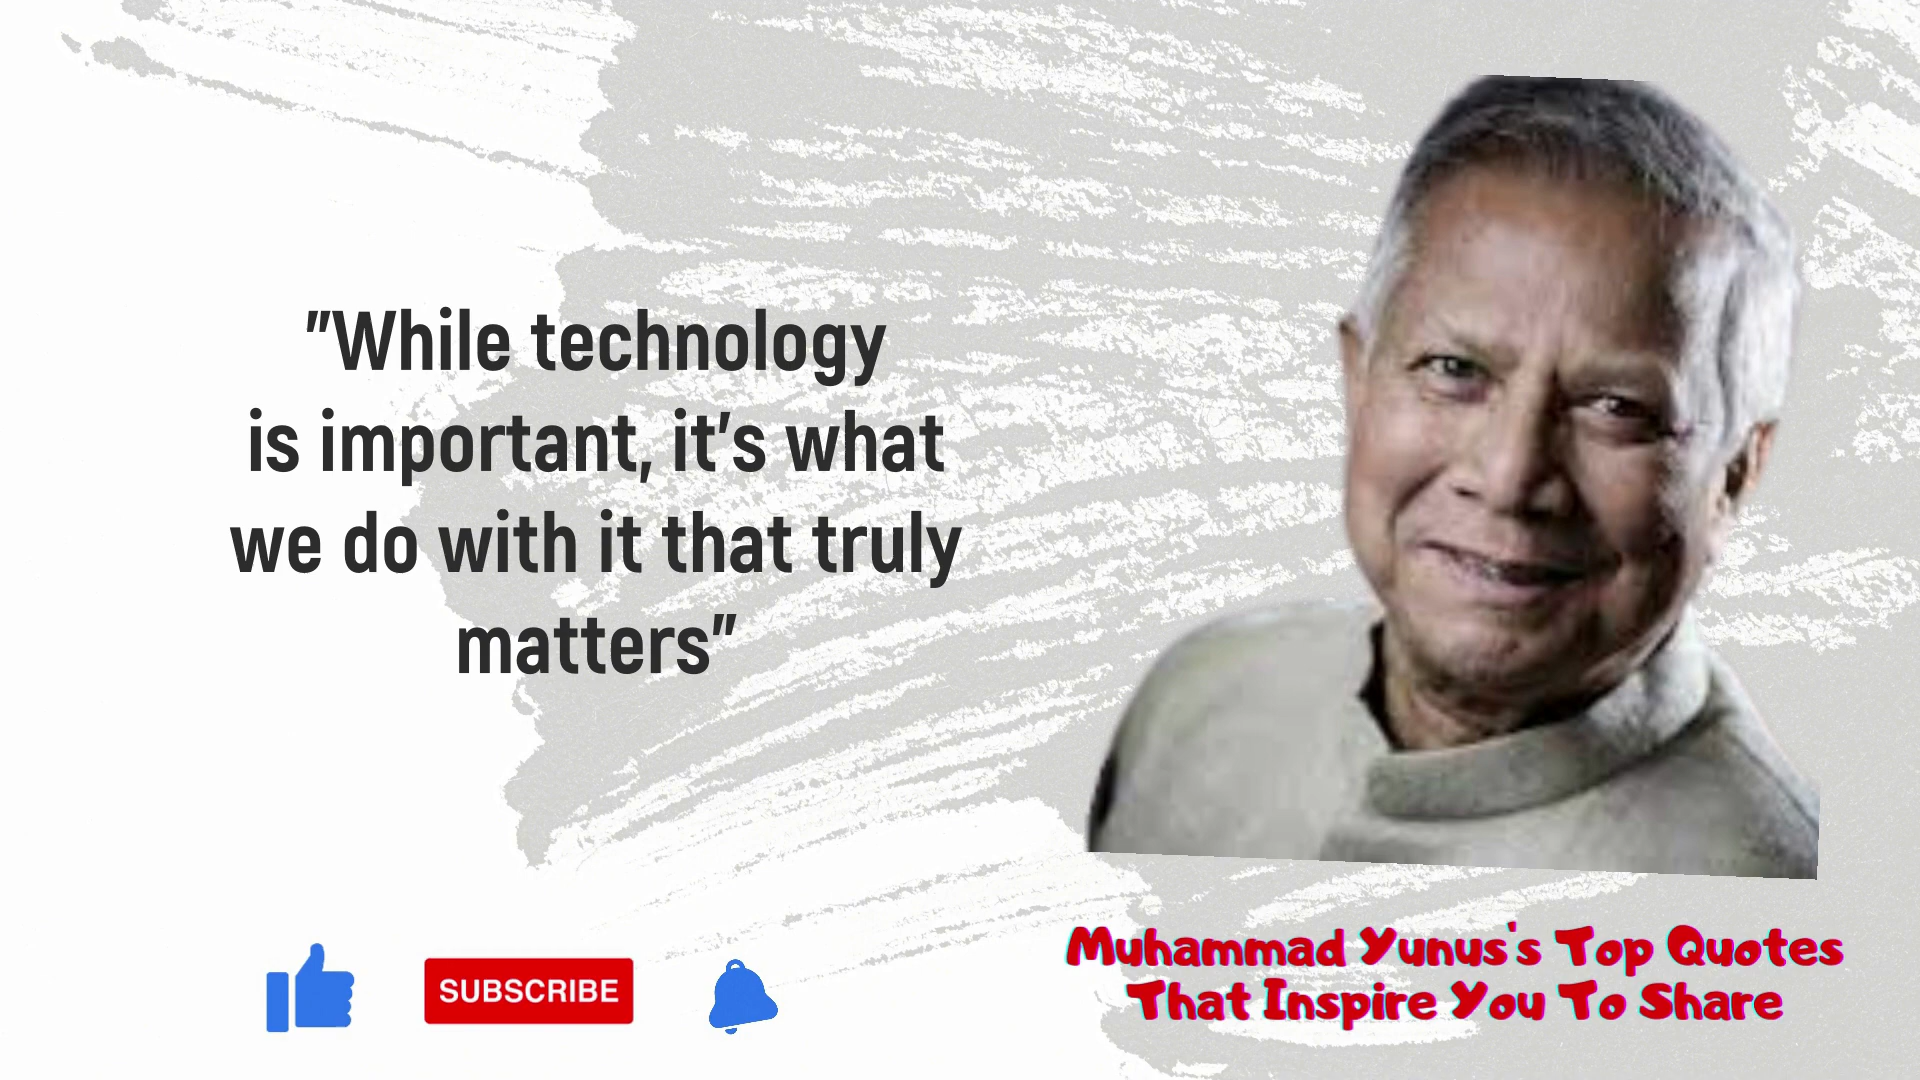 "While technology
is important, it's what
we do with it that truly
matters"
SUBSCRIBE
Muhammad Yunus's Top Quotes
That Inspire You To Share